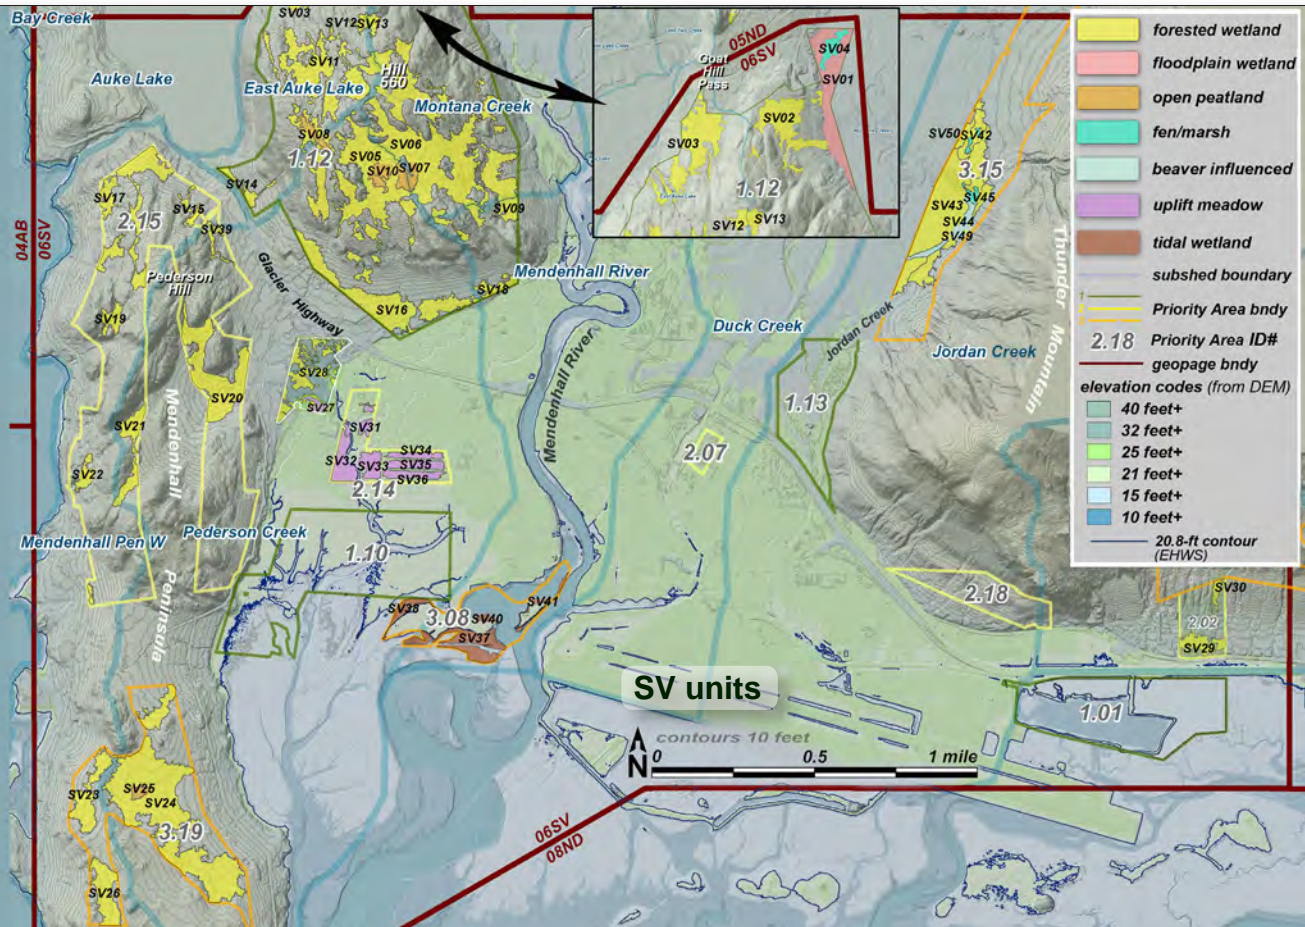 Bay Creek
SV03
SV12
SV13
SV11
Hill
560
Auke Lake
East Auke Lake
Montana Creek
SV08
1.12
SV06
SV05
SV10
SV07
SV14
SV09
SV17
SV15
2.15
SV39
04AB
06SV
Pederson
Hill
Glacier Highway
SV16
SV18
Mendenhall River
SV19
05ND
06SV
Goat
Hill
Pass
SV04
SV01
SV02
SV03
1.12
SV12
SV13
SV50
SV42
3.15
SV43
SV45
SV44
SV49
Thunder Mountain
Duck Creek
Jordan Creek
Jordan Creek
Mendenhall River
SV28
SV27
SV20
SV31
SV21
Mendenhall
Peninsula
SV34
SV32
SV33
SV35
SV36
SV22
2.14
2.07
1.13
Mendenhall Pen W
Pederson Creek
1.10
SV38
3.08
SV40
SV41
SV37
2.18
SV30
2.02
SV29
1.01
SV units
contours 10 feet
N
0
0.5
1 mile
SV23
SV25
SV24
3.19
SV26
06SV
08ND
forested wetland
floodplain wetland
open peatland
fen/marsh
beaver influenced
uplift meadow
tidal wetland
subshed boundary
1
Priority Area bndy
2.18 Priority Area ID#
geopage bndy
elevation codes (from DEM)
40 feet+
32 feet+
25 feet+
21 feet+
15 feet+
10 feet+
20.8-ft contour
(EHWS)